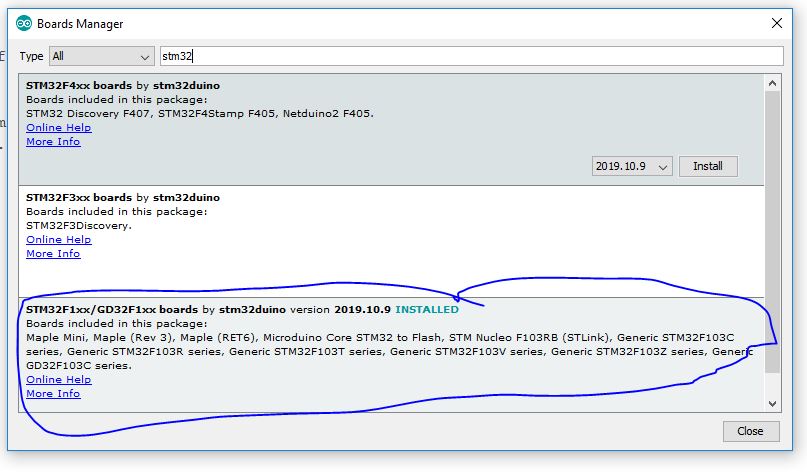 Boards Manager
Type All stm32
STM32F4xx boards by stm32duino
Boards included in this package:
STM32 Discovery F407, STM32F4Stamp F405, Netduino2 F405.
Online Help
More Info
2019.10.9 Install
STM32F3xx boards by stm32duino
Boards included in this package:
STM32F3Discovery.
Online Help
More Info
STM32F1xx/GD32F1xx boards by stm32duino version 2019.10.9 INSTALLED
Boards included in this package:
Maple Mini, Maple (Rev 3), Maple (RET6), Microduino Core STM32 to Flash, STM Nucleo F103RB (STLink), Generic STM32F103C
series, Generic STM32F103R series, Generic STM32F103T series, Generic STM32F103V series, Generic STM32F103Z series, Generic
GD32F103C series.
Online Help
More Info
Close